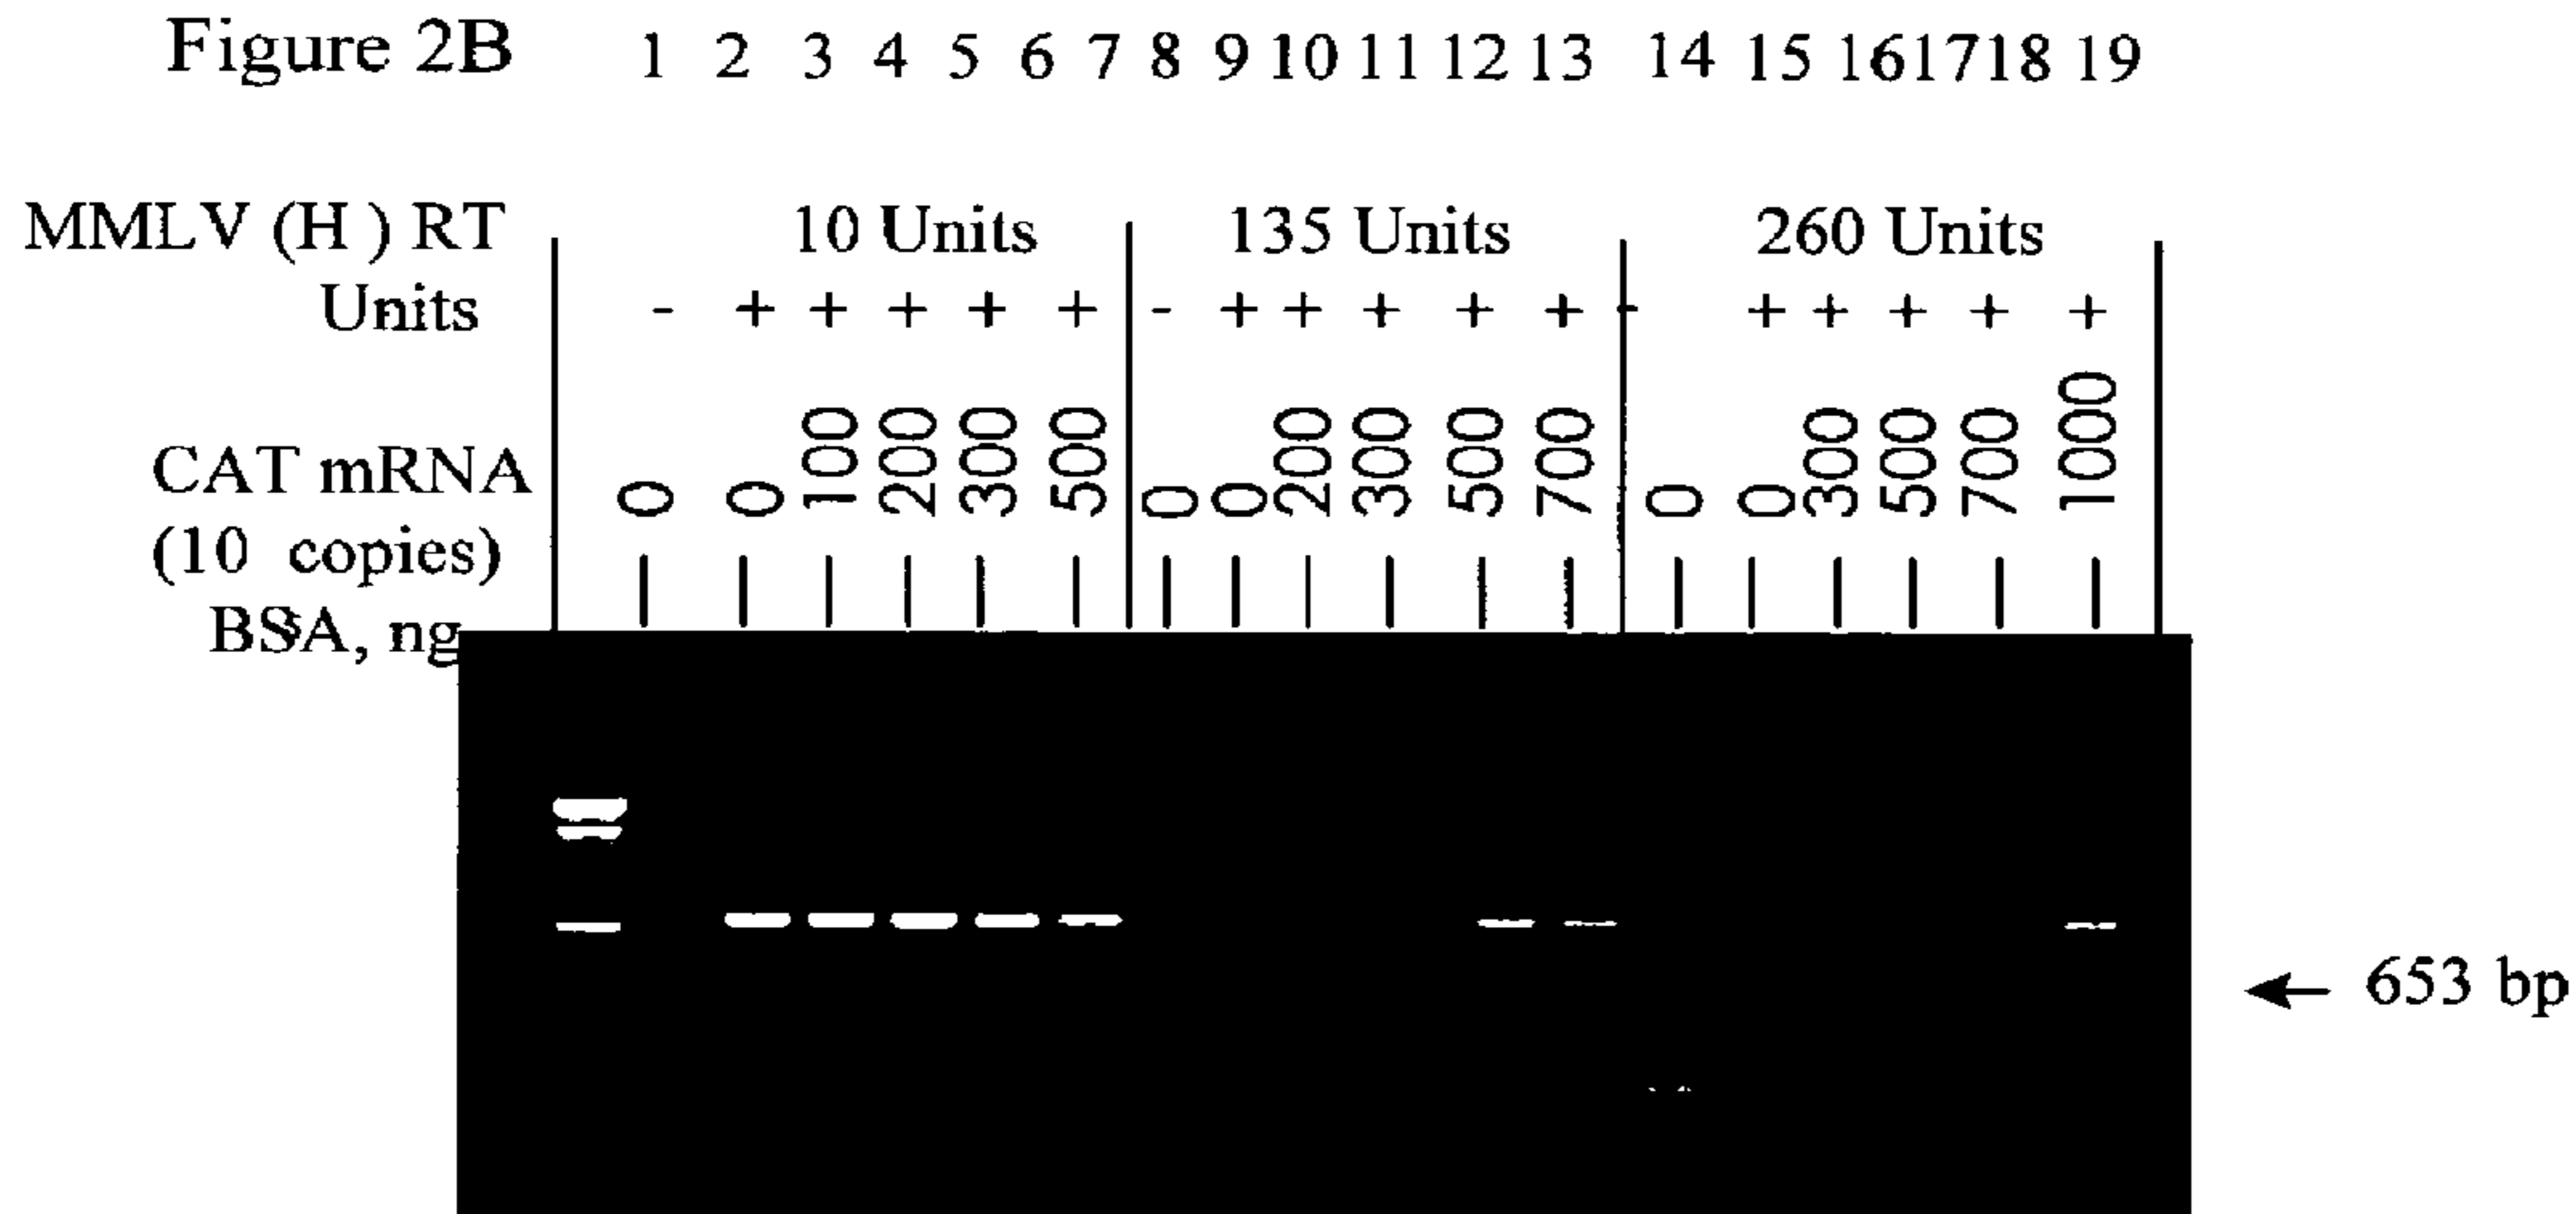 Figure 2B 1 2 3 4 5 6 7 8 9 10 11 12 13 14 15 16 17 18 19
MMLV (H ) RT 10 Units 135 Units 260 Units
Units - + + + + + - + + + + + - + + + + +
CAT mRNA 0 0 100 200 300 500 0 0 200 300 500 700 0 0 300 500 700 1000
(10 copies)
BSA, ng
← 653 bp